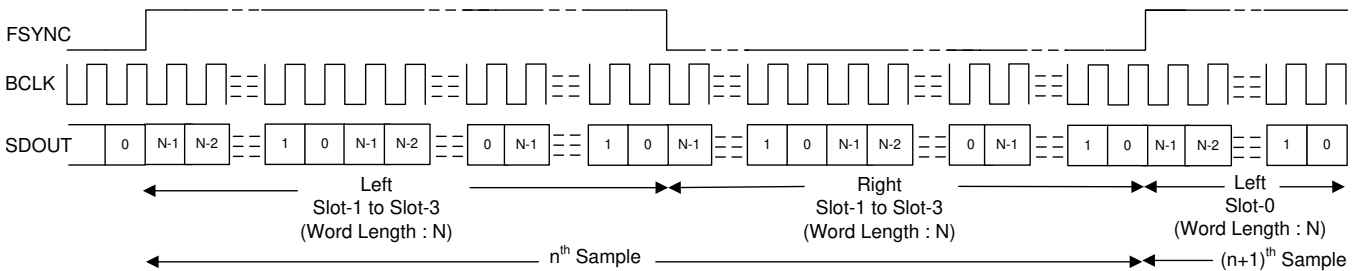 FSYNC
BCLK
SDOUT 0 N-1 N-2 1 0 N-1 N-2 0 N-1 1 0 N-1 1 0 N-1 N-2 0 N-1 1 0 N-1 N-2 1 0
Left Right Left
Slot-1 to Slot-3 Slot-1 to Slot-3 Slot-0
(Word Length : N) (Word Length : N) (Word Length : N)
nth Sample (n+1)th Sample